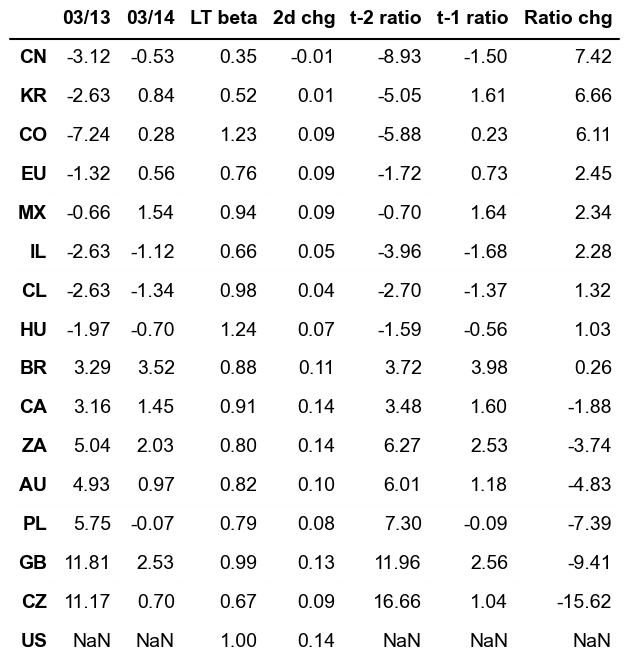 03/13 03/14 LT beta 2d chg t-2 ratio t-1 ratio Ratio chg
CN -3.12 -0.53 0.35 -0.01 -8.93 -1.50 7.42
KR -2.63 0.84 0.52 0.01 -5.05 1.61 6.66
CO -7.24 0.28 1.23 0.09 -5.88 0.23 6.11
EU -1.32 0.56 0.76 0.09 -1.72 0.73 2.45
MX -0.66 1.54 0.94 0.09 -0.70 1.64 2.34
IL -2.63 -1.12 0.66 0.05 -3.96 -1.68 2.28
CL -2.63 -1.34 0.98 0.04 -2.70 -1.37 1.32
HU -1.97 -0.70 1.24 0.07 -1.59 -0.56 1.03
BR 3.29 3.52 0.88 0.11 3.72 3.98 0.26
CA 3.16 1.45 0.91 0.14 3.48 1.60 -1.88
ZA 5.04 2.03 0.80 0.14 6.27 2.53 -3.74
AU 4.93 0.97 0.82 0.10 6.01 1.18 -4.83
PL 5.75 -0.07 0.79 0.08 7.30 -0.09 -7.39
GB 11.81 2.53 0.99 0.13 11.96 2.56 -9.41
CZ 11.17 0.70 0.67 0.09 16.66 1.04 -15.62
US NaN NaN 1.00 0.14 NaN NaN NaN